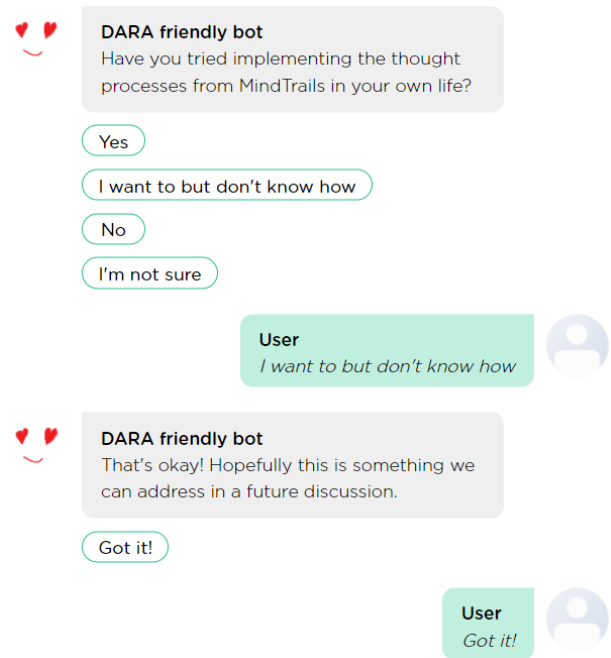 DARA friendly bot
Have you tried implementing the thought
processes from MindTrails in your own life?
Yes
I want to but don't know how
No
I'm not sure
User
I want to but don't know how
DARA friendly bot
That's okay! Hopefully this is something we
can address in a future discussion.
Got it!
User
Got it!